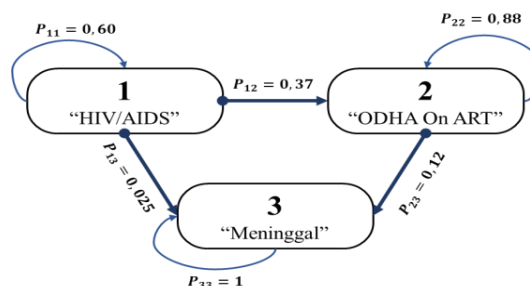 P11 = 0,60
P22 = 0,88
1
"HIV/AIDS"
P12 = 0,37
2
"ODHA On ART"
P13 = 0,025
P23 = 0,12
3
"Meninggal"
P33 = 1